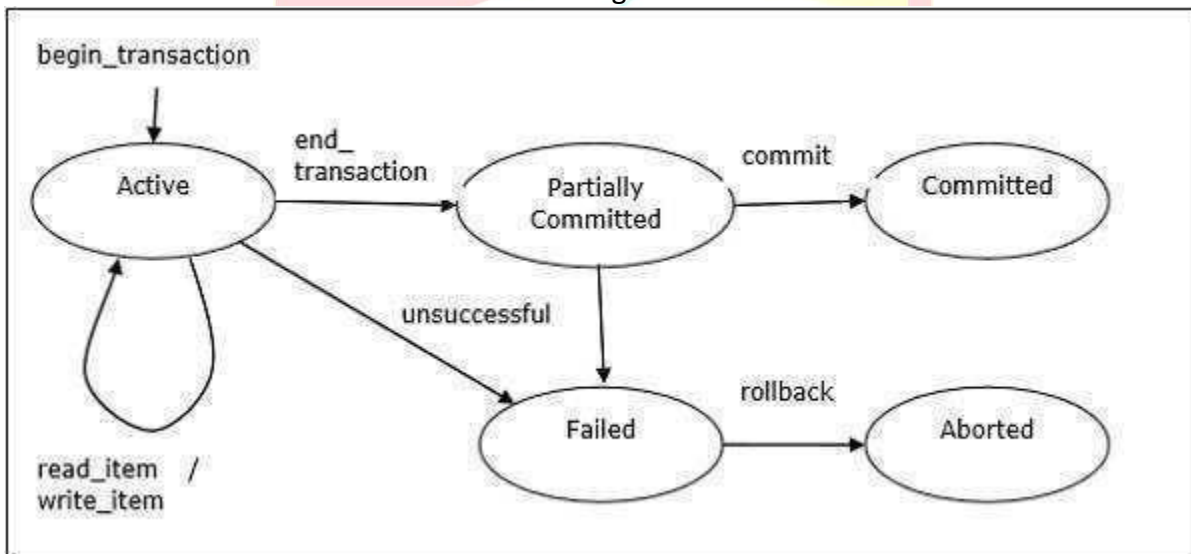 begin_transaction
Active
end_
transaction
Partially
Committed
commit
Committed
unsuccessful
Failed
rollback
Aborted
read_item /
write_item